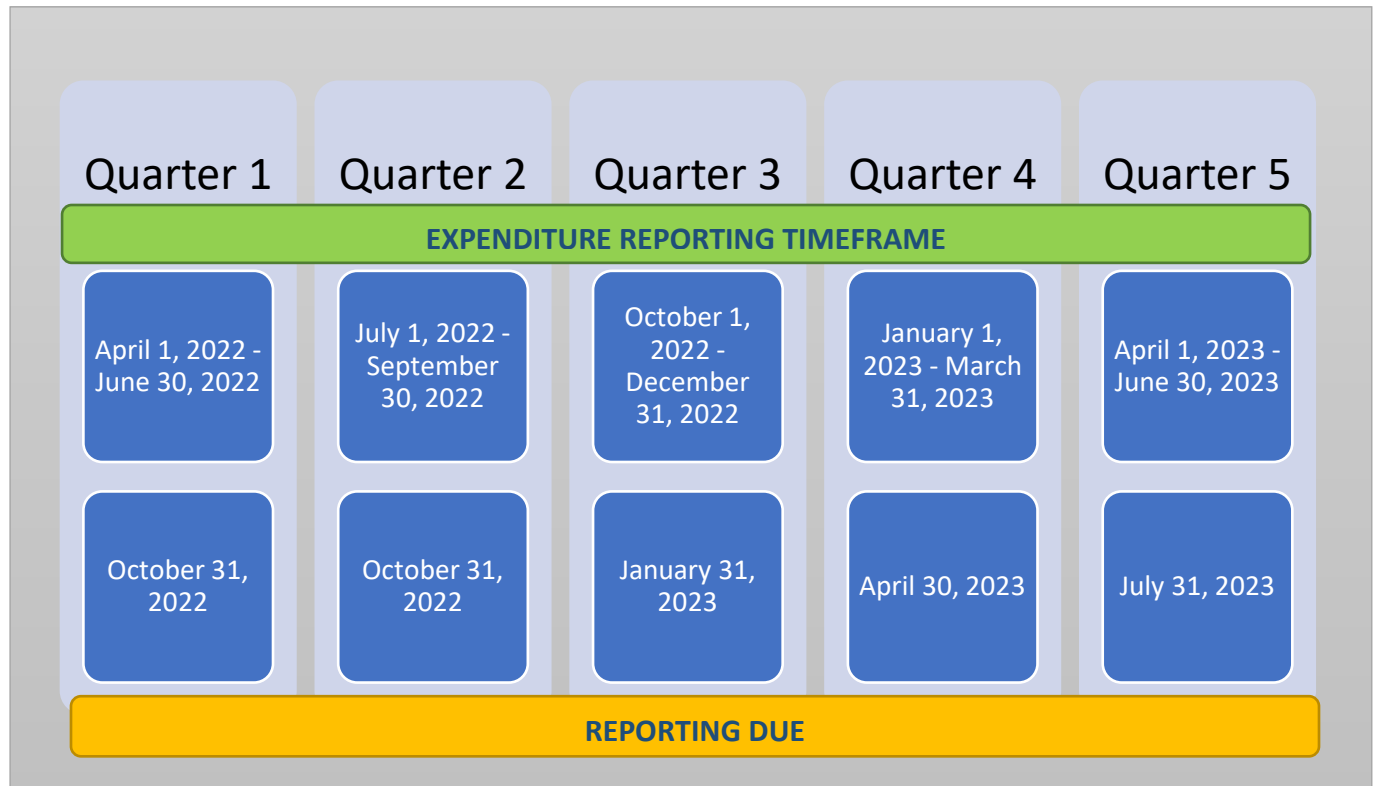 Quarter 1
Quarter 2
Quarter 3
Quarter 4
Quarter 5
EXPENDITURE REPORTING TIMEFRAME
April 1, 2022 -
June 30, 2022
July 1, 2022 -
September
30, 2022
October 1,
2022 -
December
31, 2022
January 1,
2023 - March
31, 2023
April 1, 2023 -
June 30, 2023
October 31,
2022
October 31,
2022
January 31,
2023
April 30, 2023
July 31, 2023
REPORTING DUE